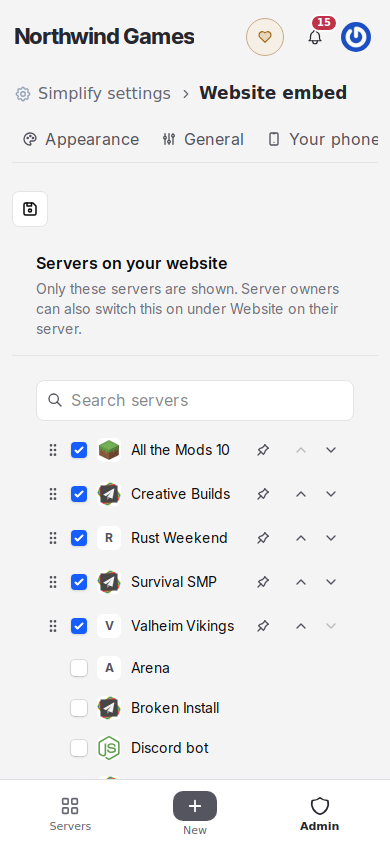 Northwind Games
15
Simplify settings > Website embed
Appearance
General
Your phone
Servers on your website
Only these servers are shown. Server owners
can also switch this on under Website on their
server.
Search servers
All the Mods 10
Creative Builds
R Rust Weekend
Survival SMP
V Valheim Vikings
Arena
Broken Install
Discord bot
Servers
New
Admin